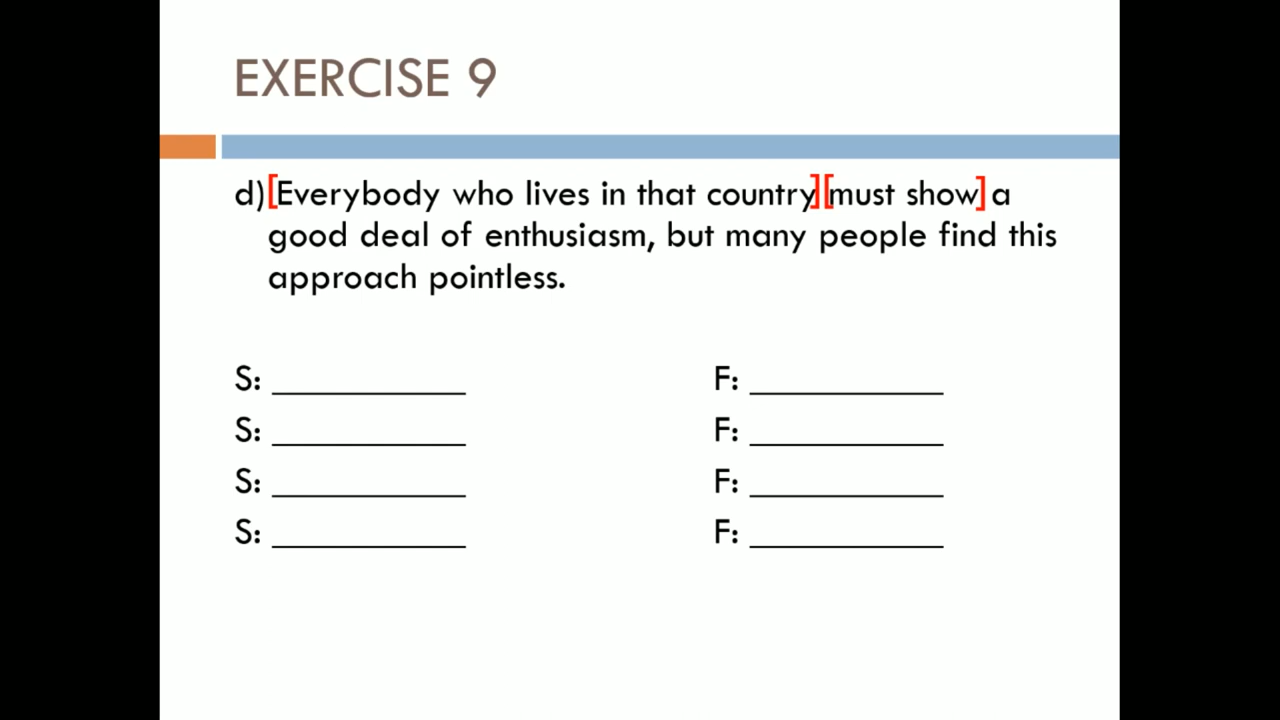 EXERCISE 9
d)[Everybody who lives in that country][must show] a
good deal of enthusiasm, but many people find this
approach pointless.
S: ____________ F: ____________
S: ____________ F: ____________
S: ____________ F: ____________
S: ____________ F: ____________